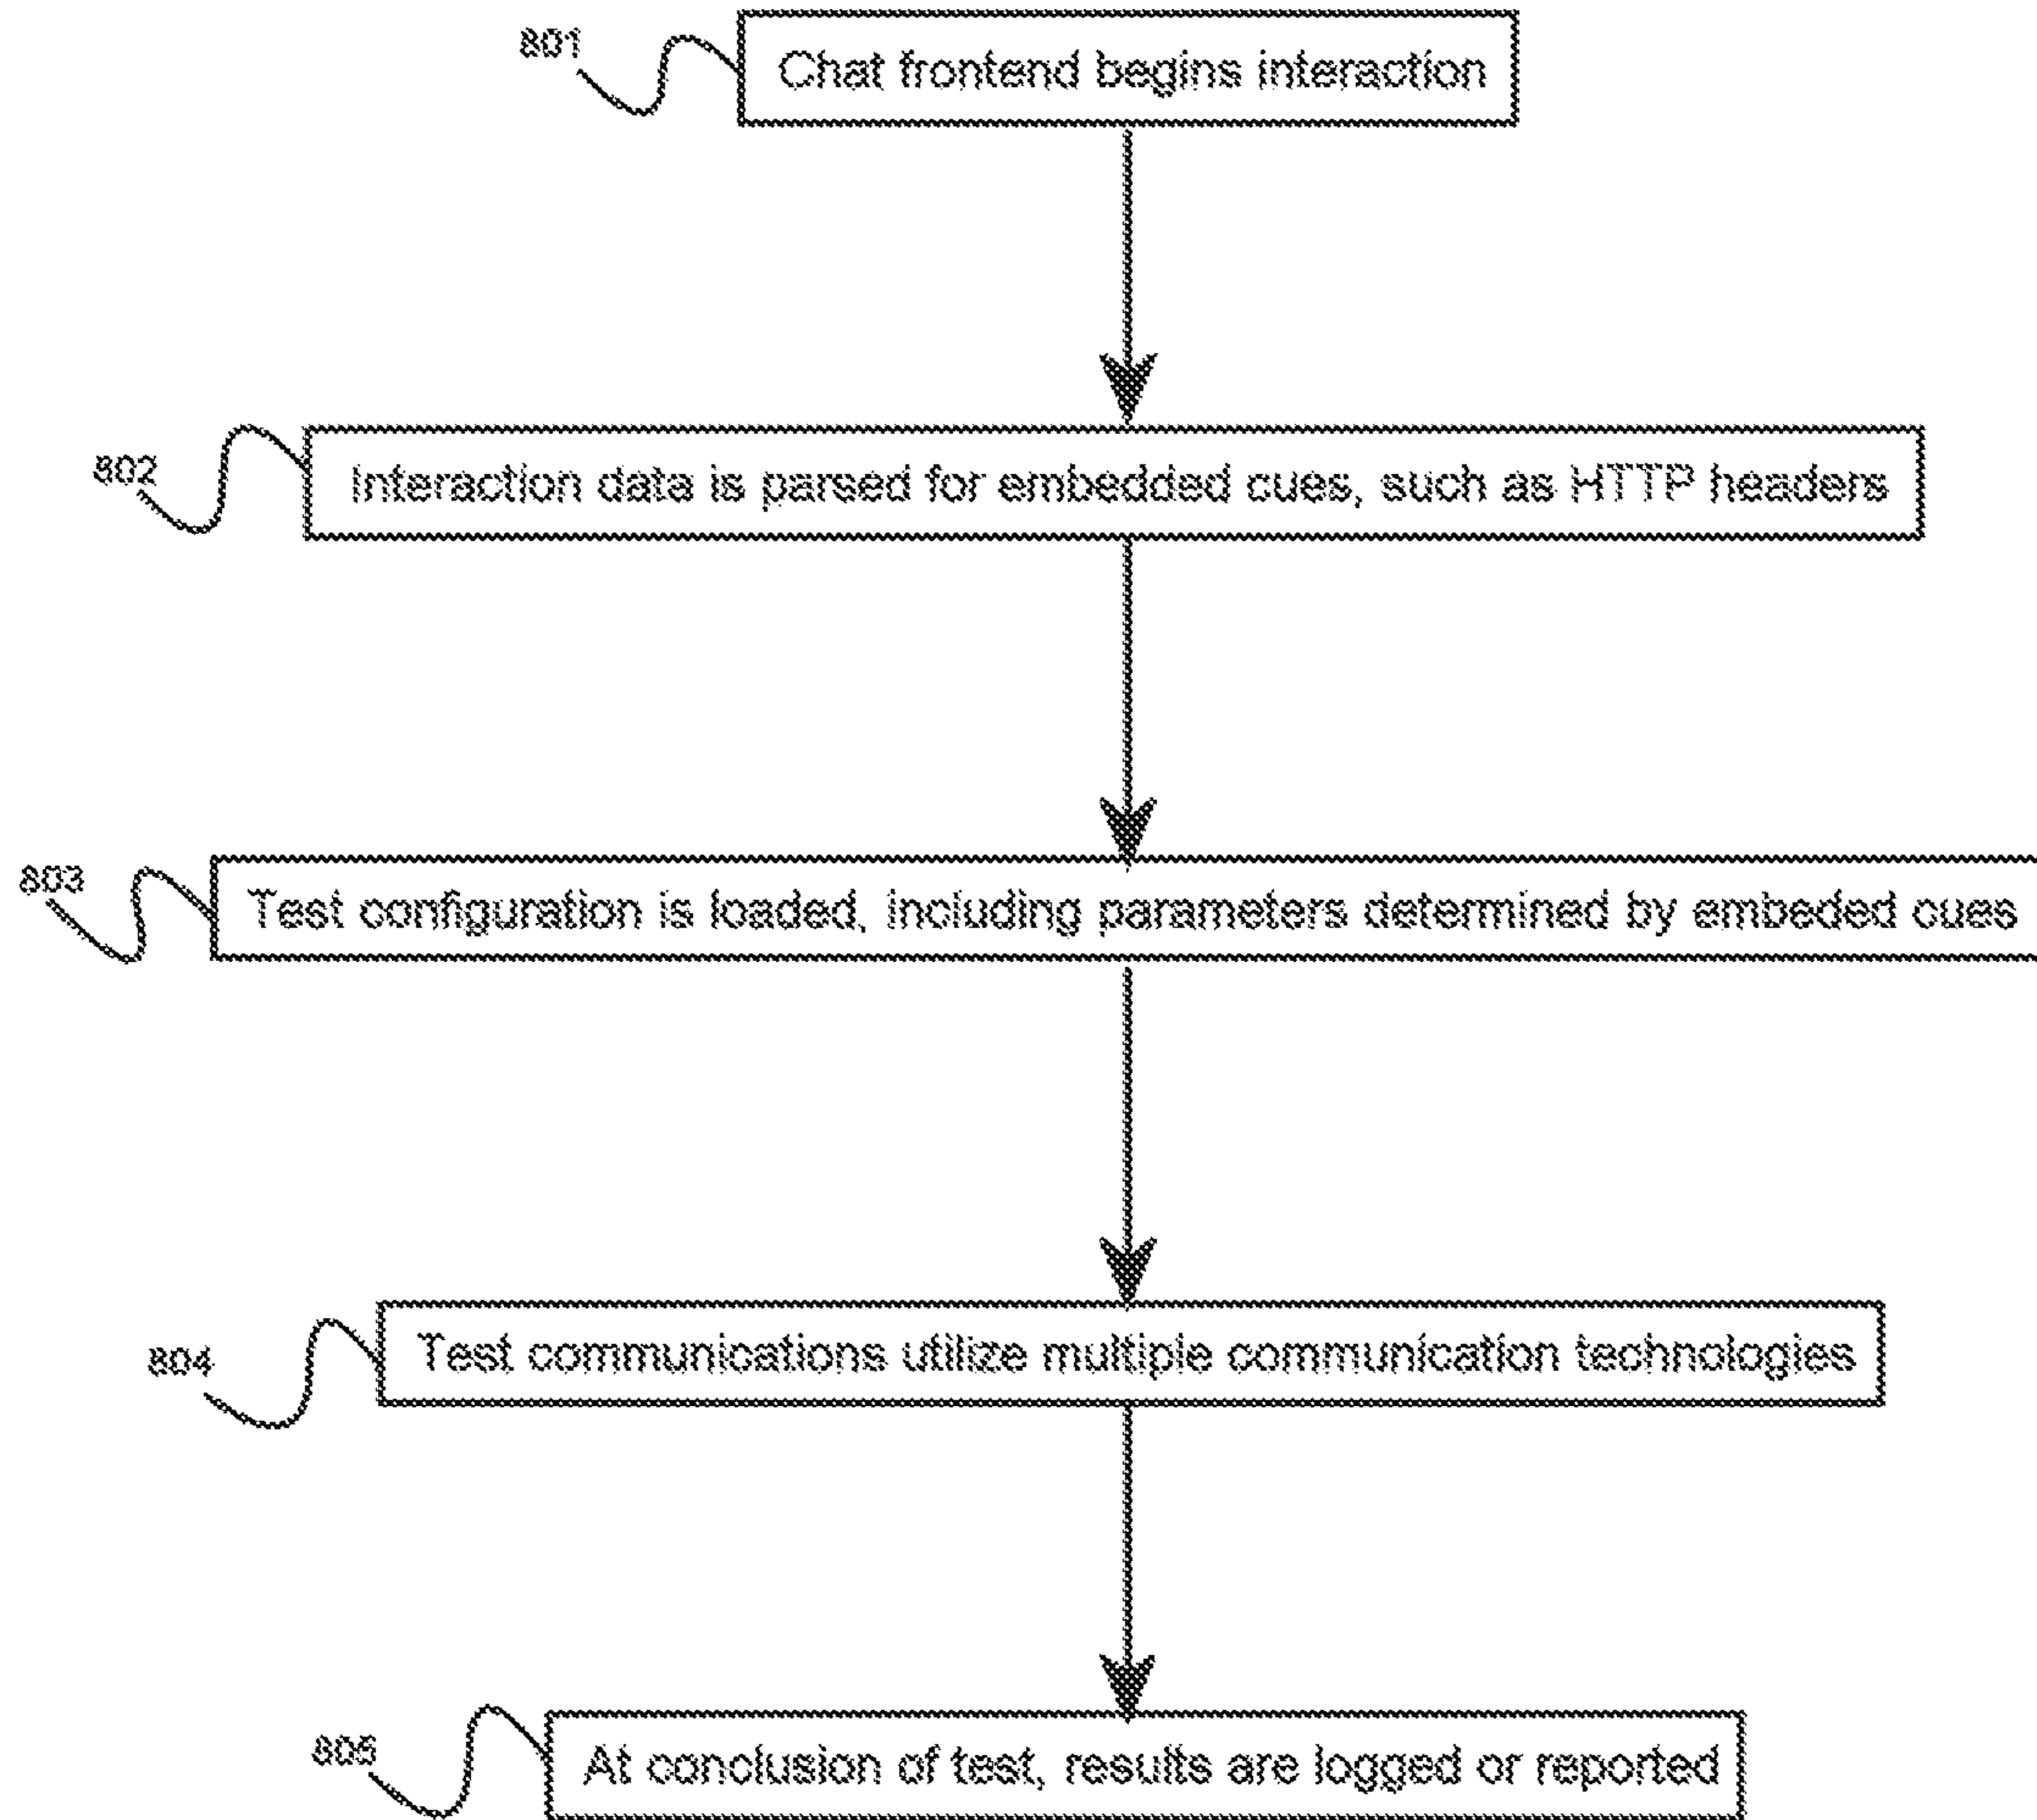 801
Chat frontend begins interaction
802
Interaction data is parsed for embedded cues, such as HTTP headers
803
Test configuration is loaded, including parameters determined by embeded cues
804
Test communications utilize multiple communication technologies
805
At conclusion of test, results are logged or reported